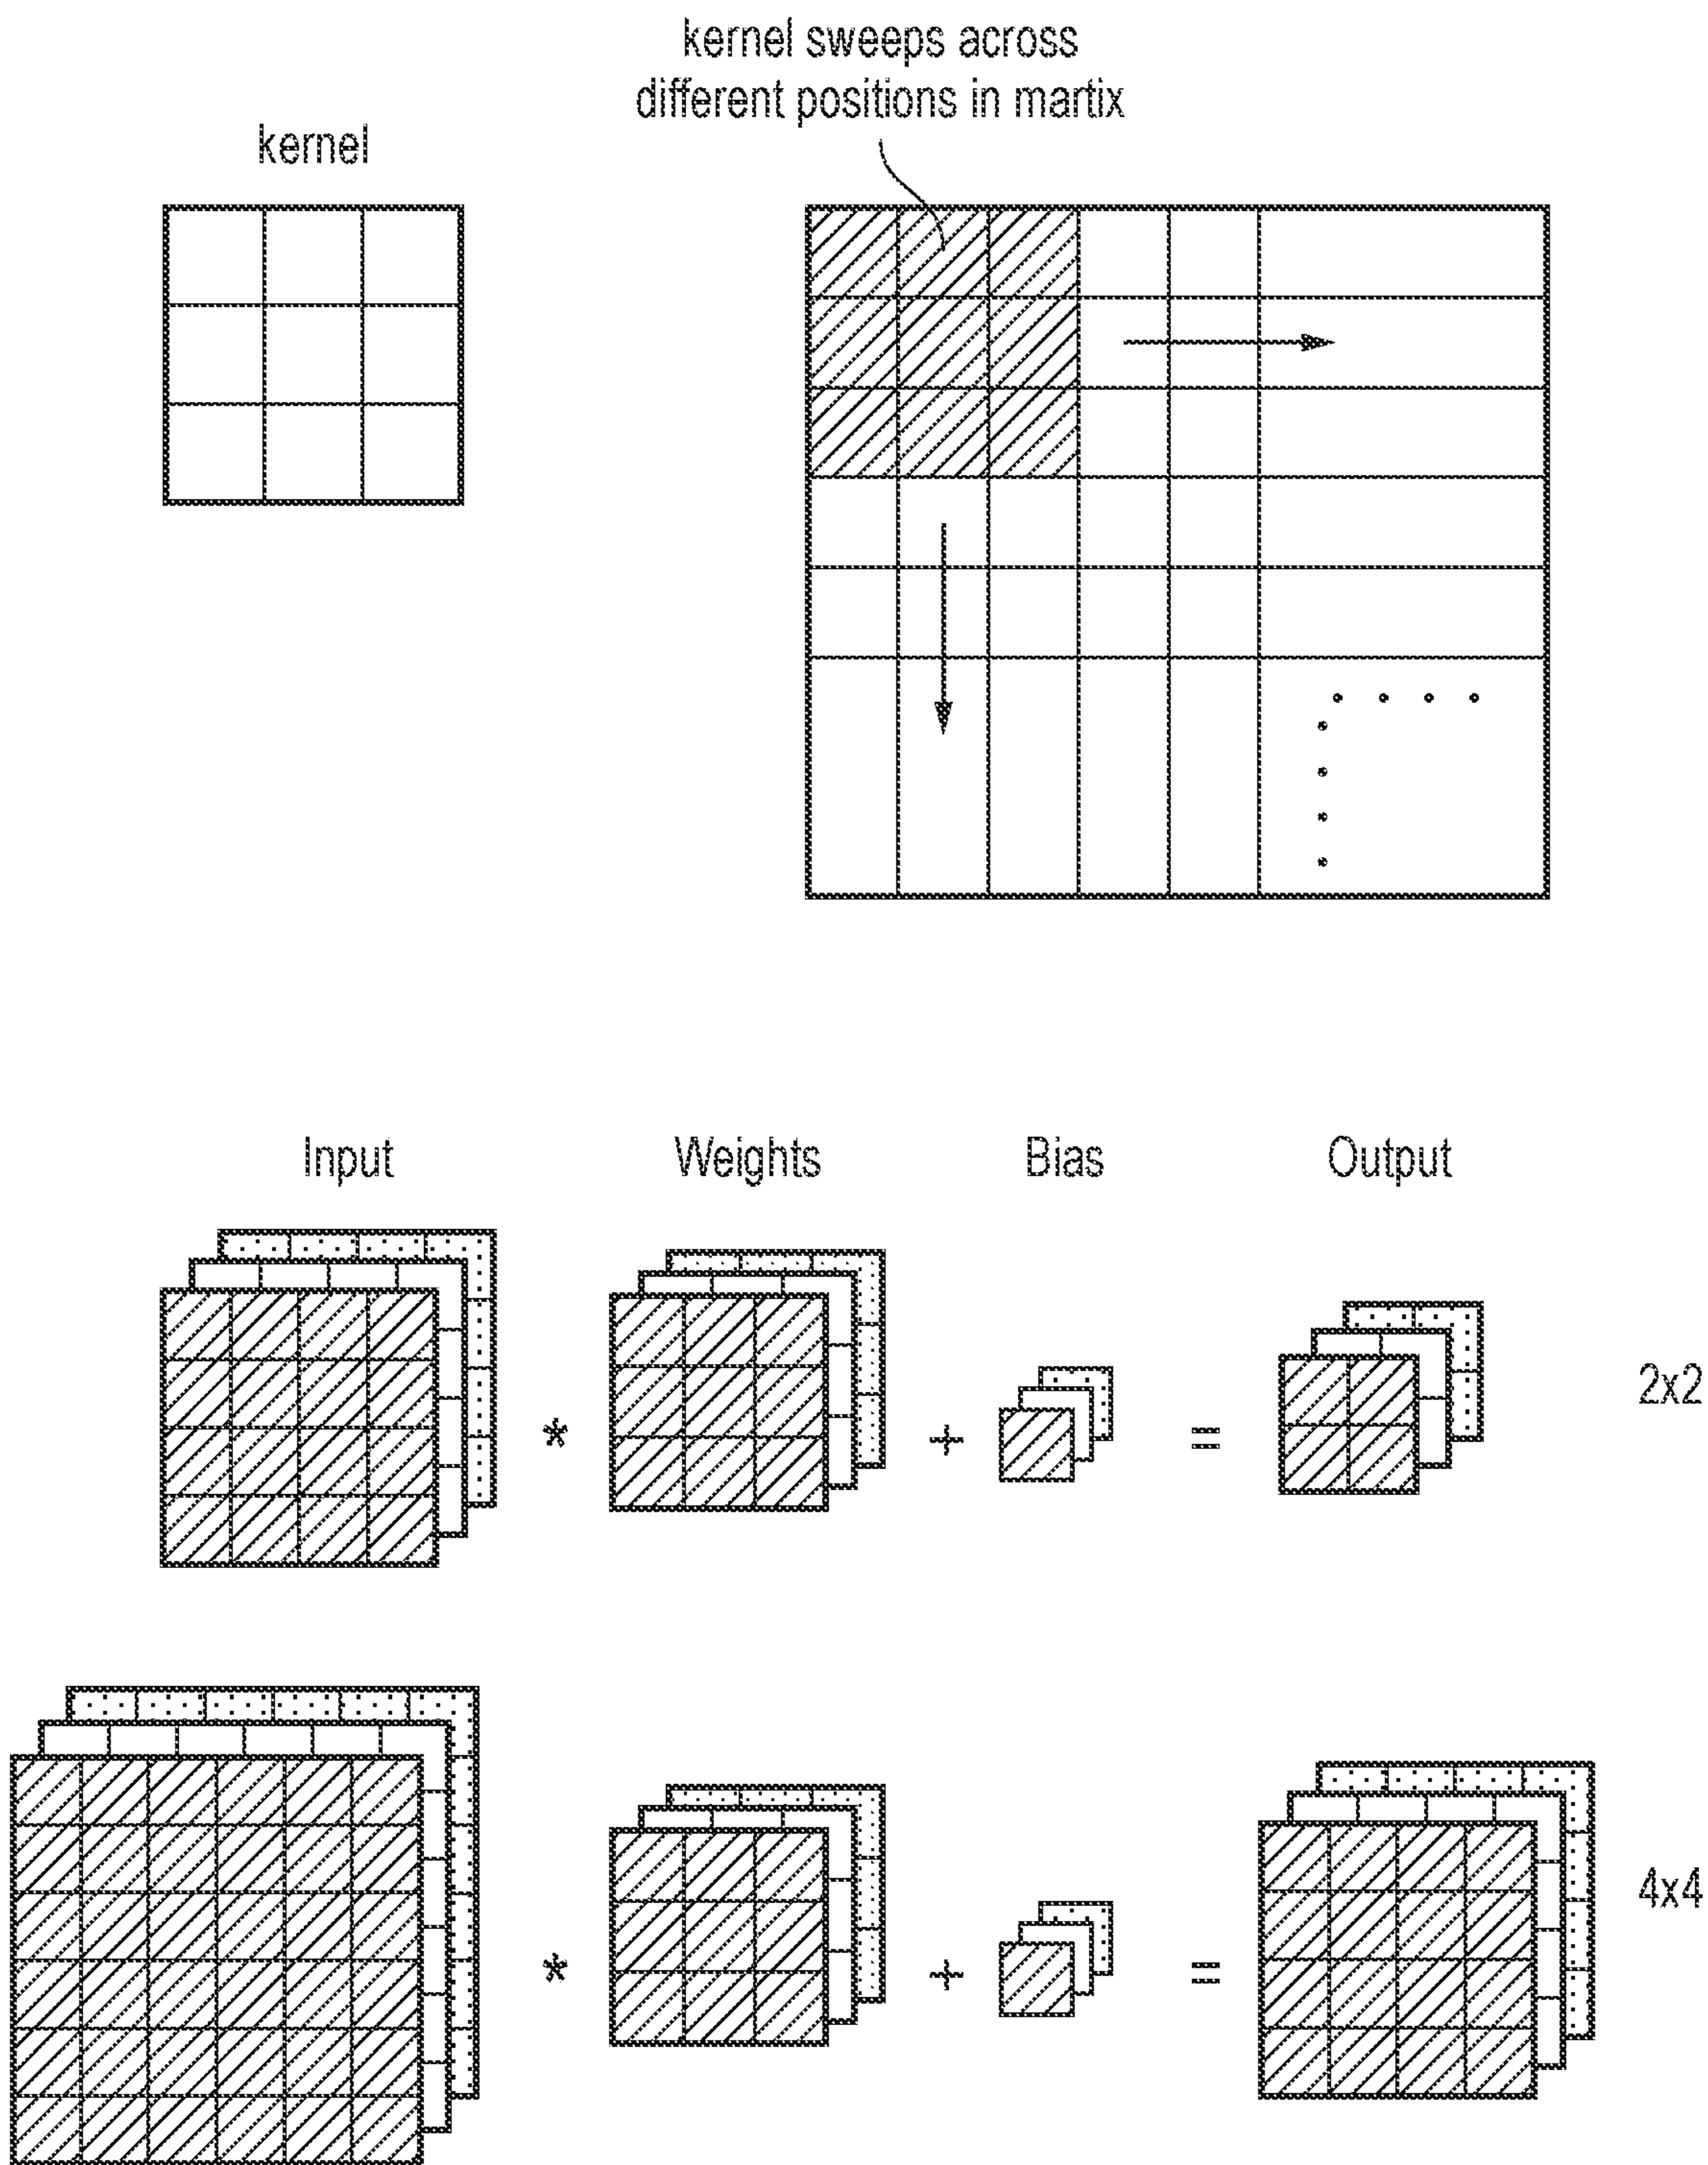 kernel sweeps across
different positions in martix
kernel
Input Weights Bias Output
* + = 2x2
* + = 4x4